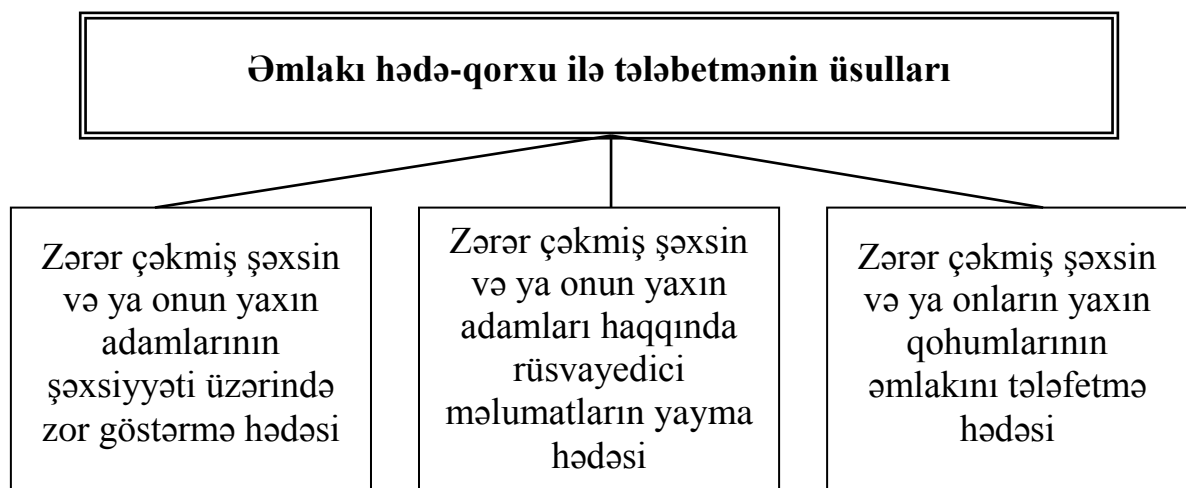 Əmlakı hədə-qorxu ilə tələbetmənin üsulları
Zərər çəkmiş şəxsin
və ya onun yaxın
adamlarının
şəxsiyyəti üzərində
zor göstərmə hədəsi
Zərər çəkmiş şəxsin
və ya onun yaxın
adamları haqqında
rüsvayedici
məlumatların yayma
hədəsi
Zərər çəkmiş şəxsin
və ya onların yaxın
qohumlarının
əmlakını tələfetmə
hədəsi